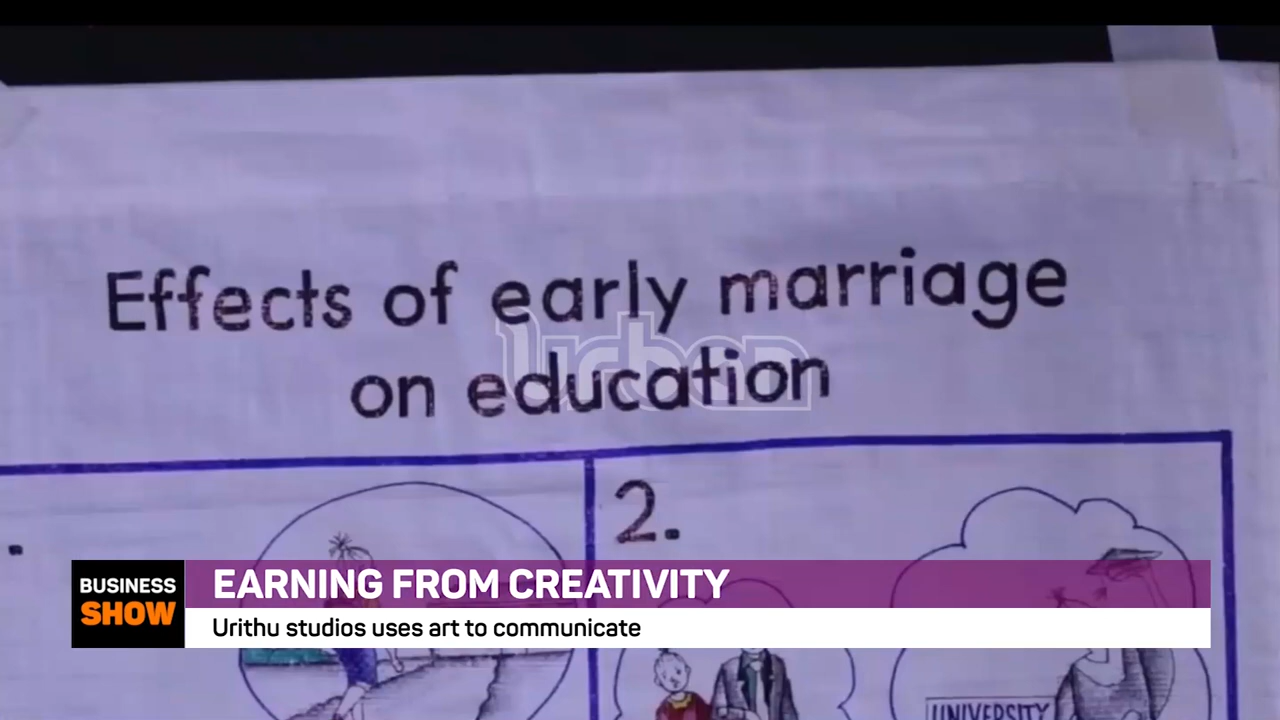 Effects of early marriage
on education
Urban
2.
BUSINESS
SHOW
EARNING FROM CREATIVITY
Urithu studios uses art to communicate
UNIVERSITY